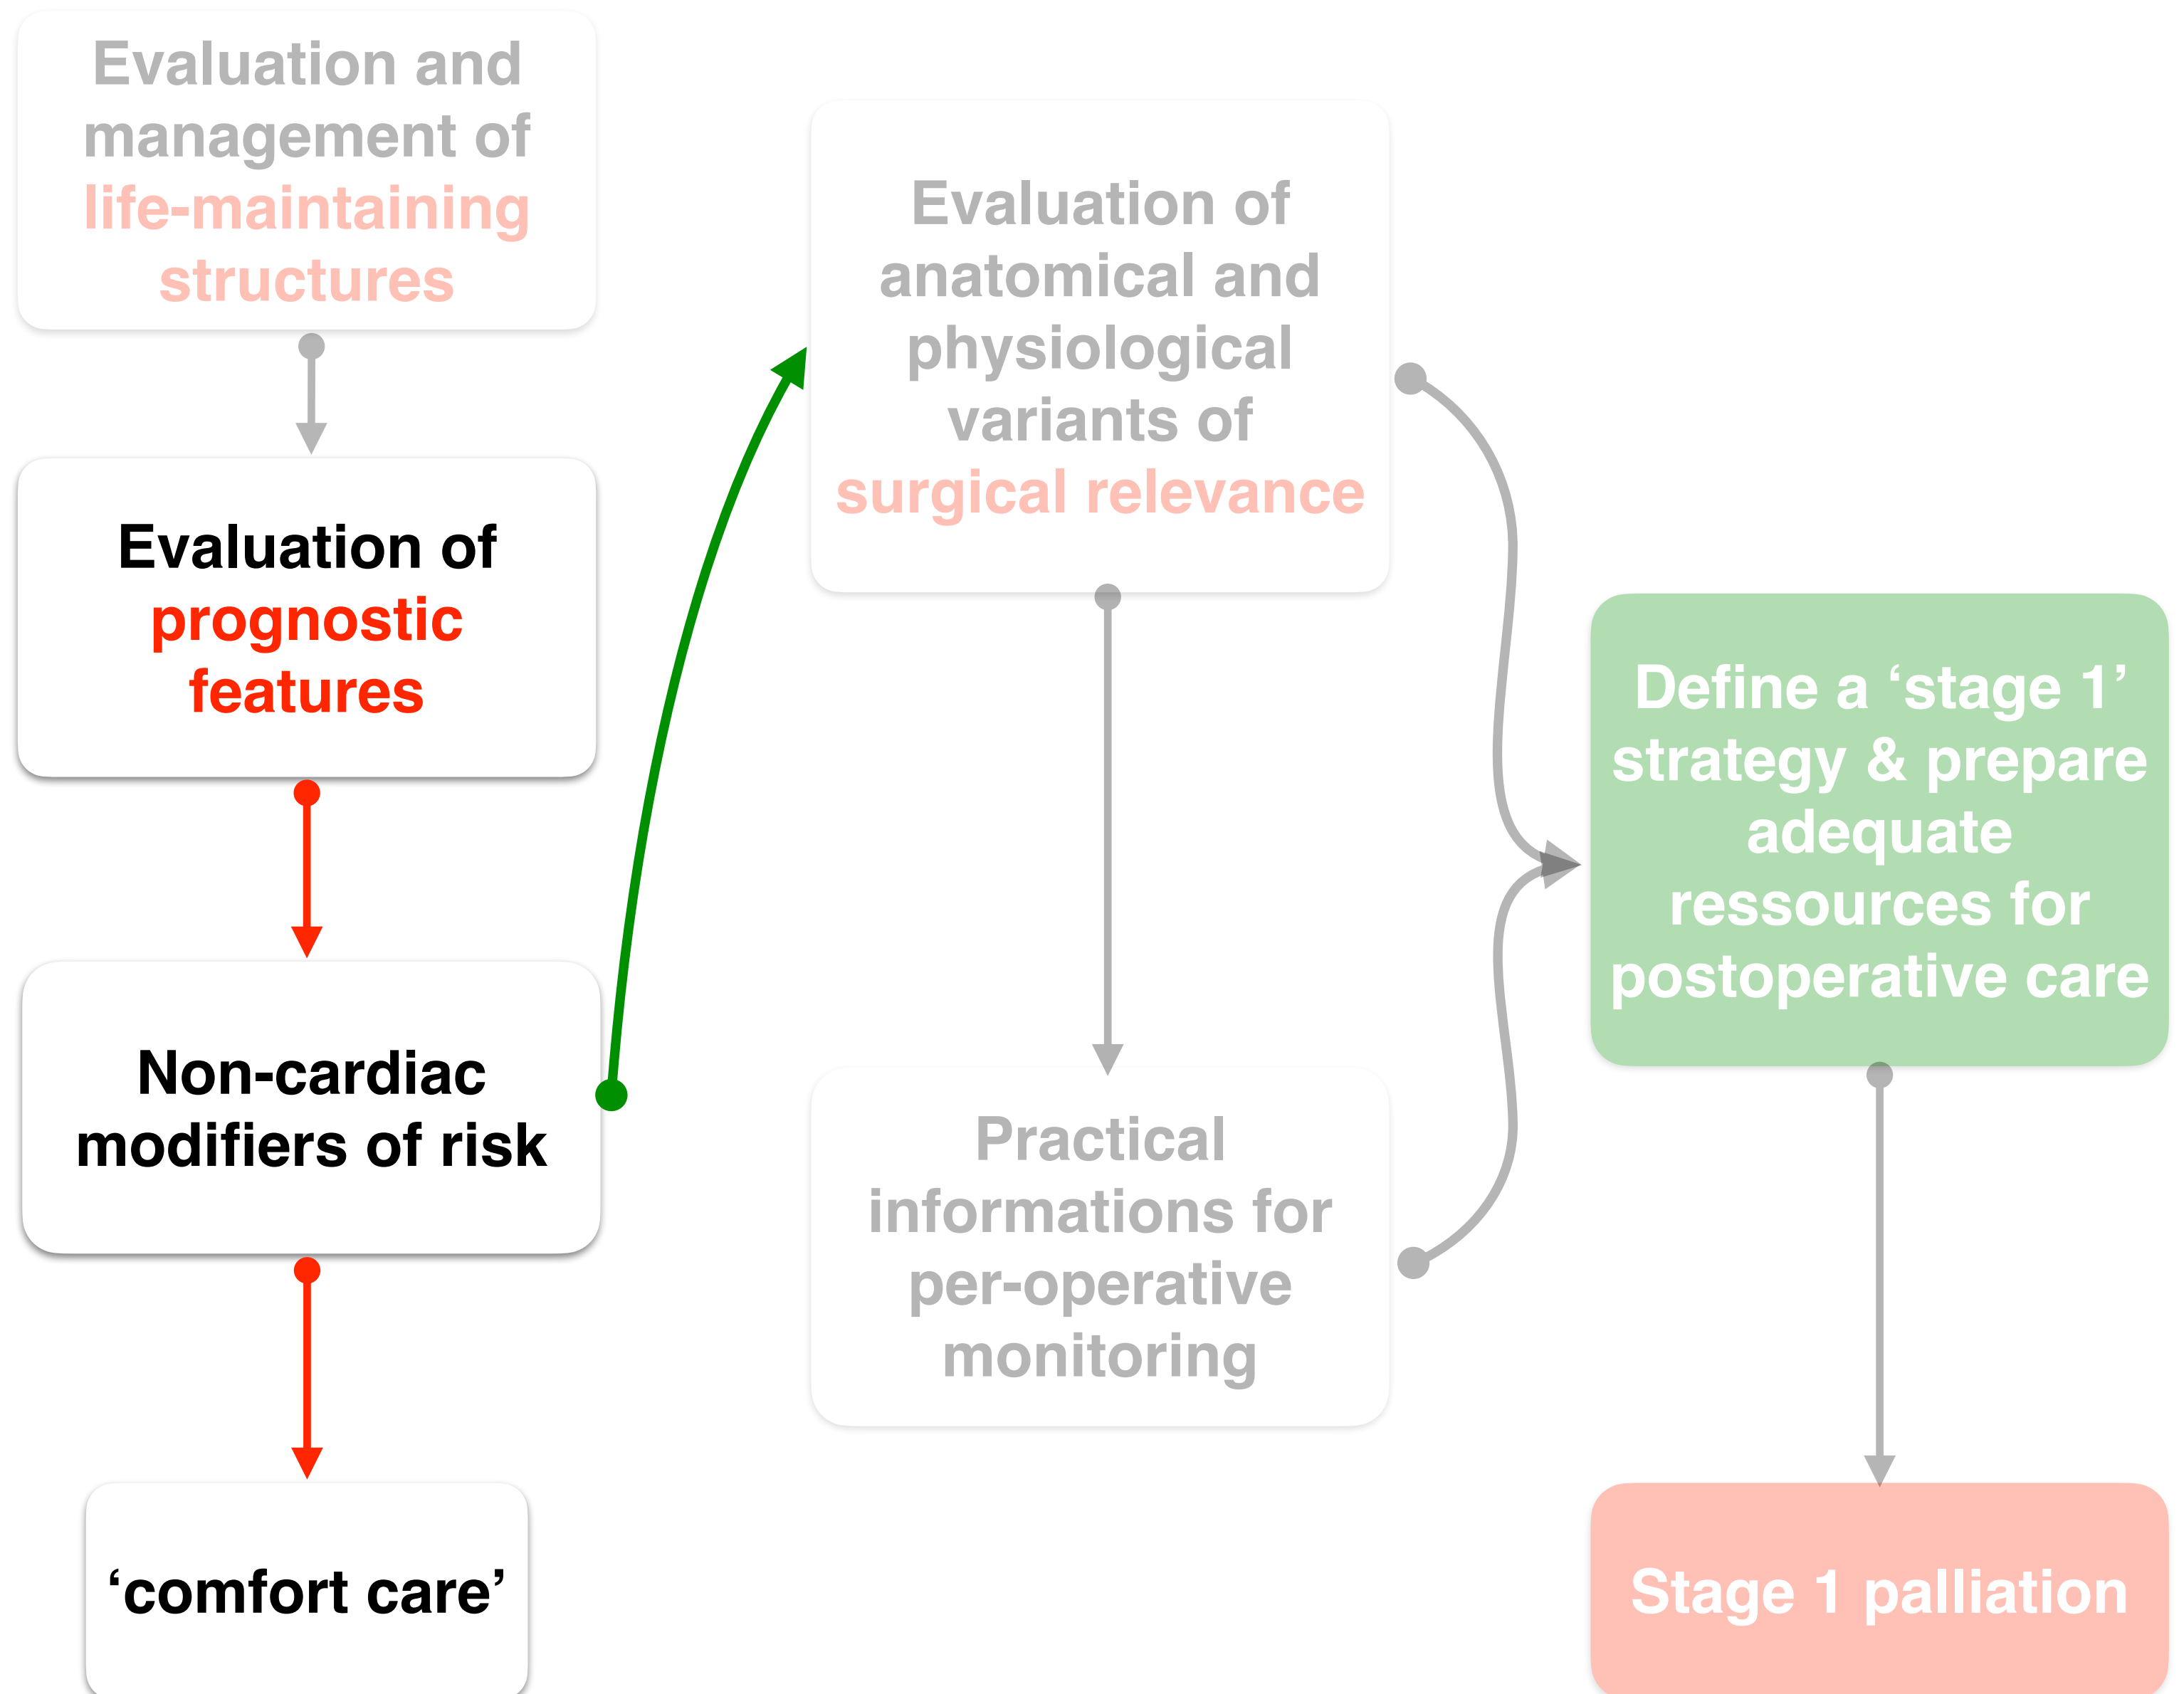 Evaluation and
management of
life-maintaining
structures
Evaluation of
prognostic
features
Non-cardiac
modifiers of risk
‘comfort care’
Evaluation of
anatomical and
physiological
variants of
surgical relevance
Practical
informations for
per-operative
monitoring
Define a ‘stage 1’
strategy & prepare
adequate
ressources for
postoperative care
Stage 1 palliation